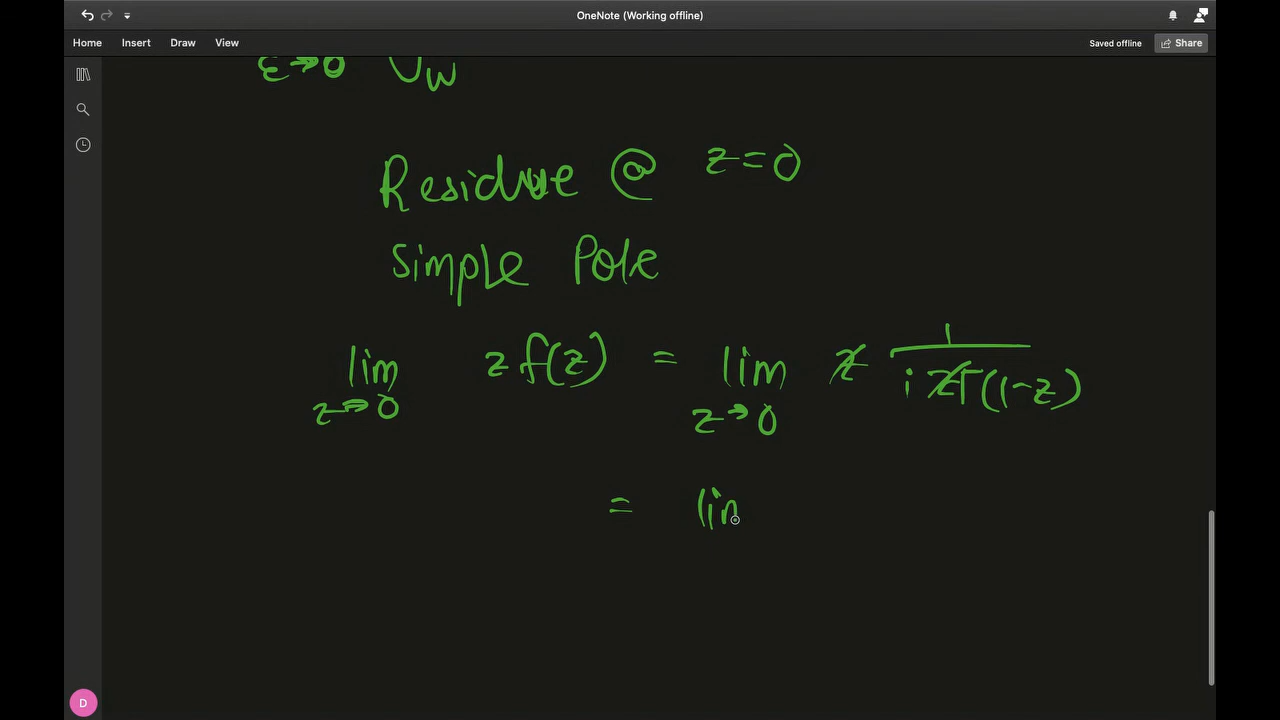 OneNote (Working offline)
Home Insert Draw View
Saved offline Share
ε→0 ∪w
Residue @ z=0
Simple Pole
lim z→0 z f(z) = lim z→0 z 1/(i z Γ(1-z))
= lin
D